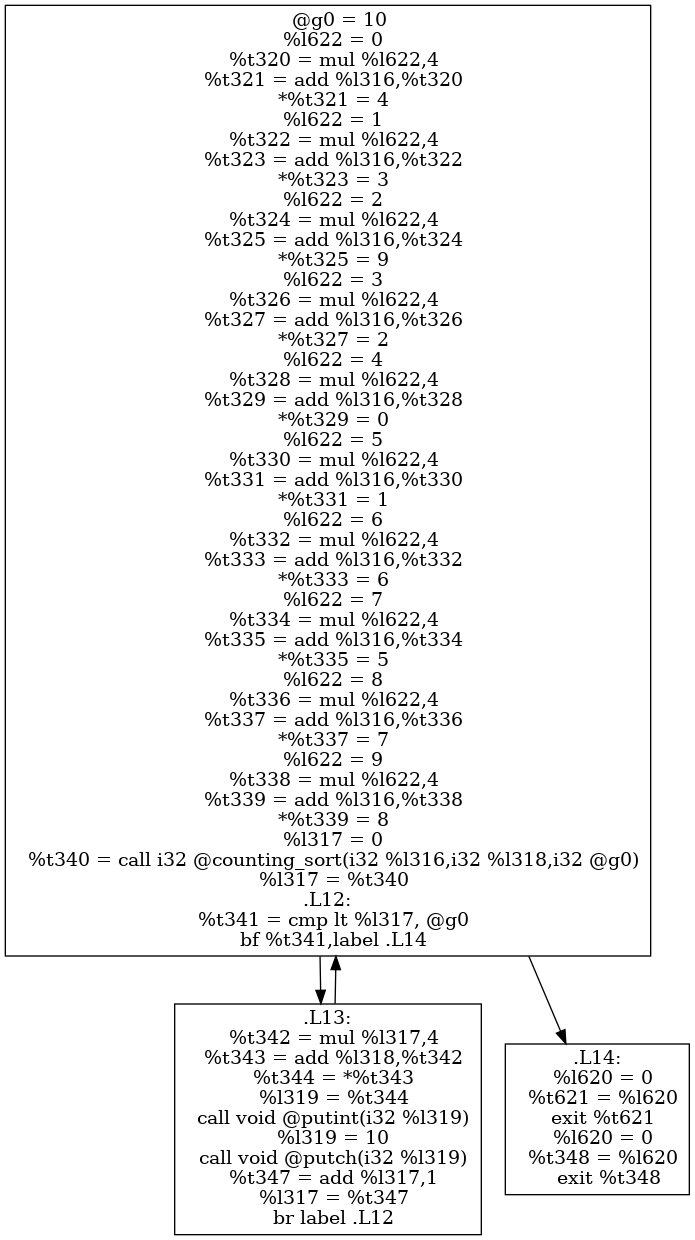 @g0 = 10
%l622 = 0
%t320 = mul %l622,4
%t321 = add %l316,%t320
*%t321 = 4
%l622 = 1
%t322 = mul %l622,4
%t323 = add %l316,%t322
*%t323 = 3
%l622 = 2
%t324 = mul %l622,4
%t325 = add %l316,%t324
*%t325 = 9
%l622 = 3
%t326 = mul %l622,4
%t327 = add %l316,%t326
*%t327 = 2
%l622 = 4
%t328 = mul %l622,4
%t329 = add %l316,%t328
*%t329 = 0
%l622 = 5
%t330 = mul %l622,4
%t331 = add %l316,%t330
*%t331 = 1
%l622 = 6
%t332 = mul %l622,4
%t333 = add %l316,%t332
*%t333 = 6
%l622 = 7
%t334 = mul %l622,4
%t335 = add %l316,%t334
*%t335 = 5
%l622 = 8
%t336 = mul %l622,4
%t337 = add %l316,%t336
*%t337 = 7
%l622 = 9
%t338 = mul %l622,4
%t339 = add %l316,%t338
*%t339 = 8
%l317 = 0
%t340 = call i32 @counting_sort(i32 %l316,i32 %l318,i32 @g0)
%l317 = %t340
.L12:
%t341 = cmp lt %l317, @g0
bf %t341,label .L14
.L13:
%t342 = mul %l317,4
%t343 = add %l318,%t342
%t344 = *%t343
%l319 = %t344
call void @putint(i32 %l319)
%l319 = 10
call void @putch(i32 %l319)
%t347 = add %l317,1
%l317 = %t347
br label .L12
.L14:
%l620 = 0
%t621 = %l620
exit %t621
%l620 = 0
%t348 = %l620
exit %t348